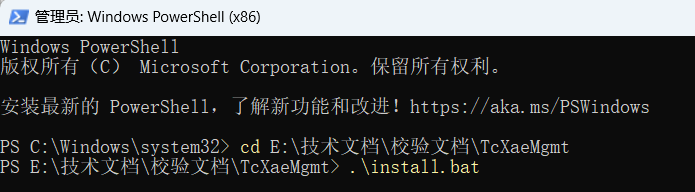 管理员: Windows PowerShell (x86)
Windows PowerShell
版权所有（C） Microsoft Corporation。保留所有权利。
安装最新的 PowerShell，了解新功能和改进！https://aka.ms/PSWindows
PS C:\Windows\system32> cd E:\技术文档\校验文档\TcXaeMgmt
PS E:\技术文档\校验文档\TcXaeMgmt> .\install.bat